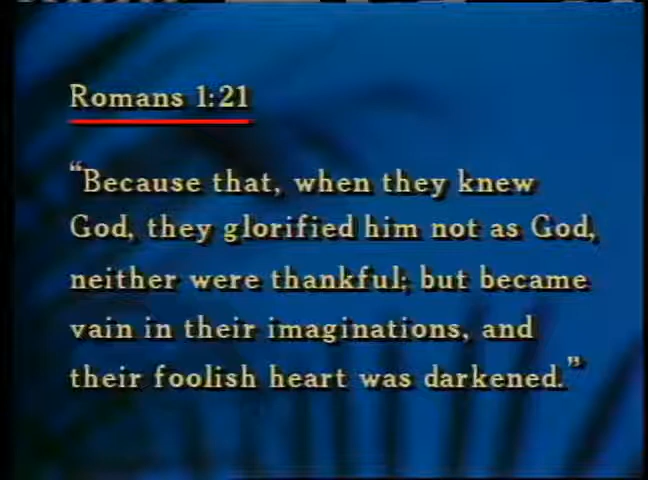 Romans 1:21
“Because that, when they knew
God, they glorified him not as God,
neither were thankful; but became
vain in their imaginations, and
their foolish heart was darkened.”